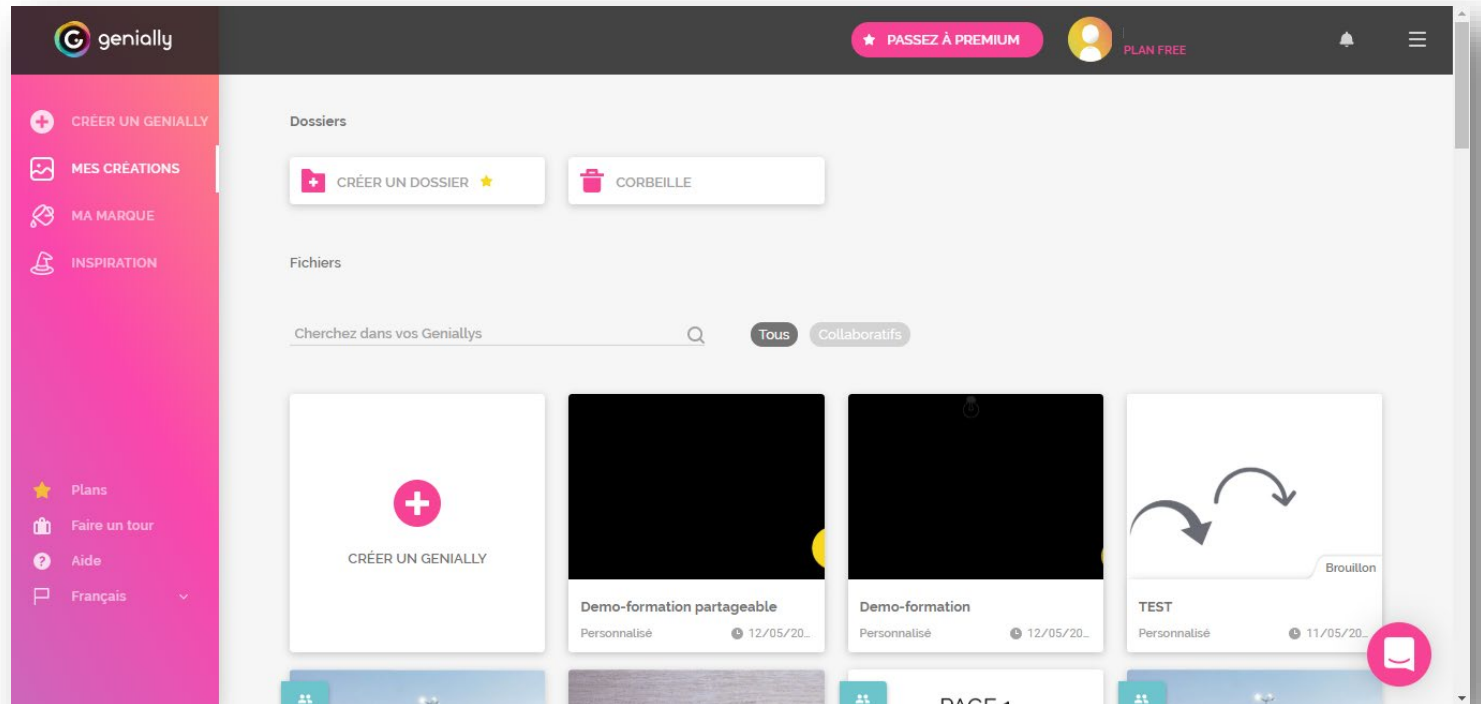 genially
PASSEZ À PREMIUM
PLAN FREE
CRÉER UN GENIALLY
MES CRÉATIONS
MA MARQUE
INSPIRATION
Plans
Faire un tour
Aide
Français
Dossiers
CRÉER UN DOSSIER
CORBEILLE
Fichiers
Cherchez dans vos Geniallys
Tous
Collaboratifs
CRÉER UN GENIALLY
Demo-formation partageable
Personnalisé 12/05/20...
Demo-formation
Personnalisé 12/05/20...
Brouillon
TEST
Personnalisé 11/05/20...
PAGE 1